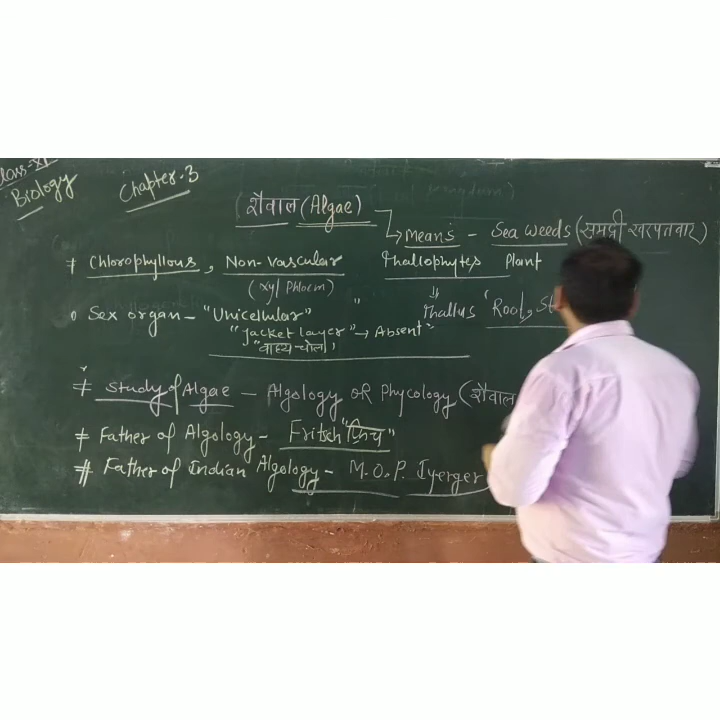 Class-XI
Biology
Chapter-3
(शैवाल (Algae)
Means - Sea weeds (समुद्री खरपतवार)
Chlorophyllous, Non-vascular Thallophytes Plant
(xyl Phloem)
Thallus "Root, St
Sex organ - "Unicellular"
"Jacket layer" → Absent
"बाह्य-चोल"
# Study of Algae - Algology OR Phycology (शैवाल
# Father of Algology - Fritsch "फ्रिच"
# Father of Indian Algology - M.O.P. Iyerger